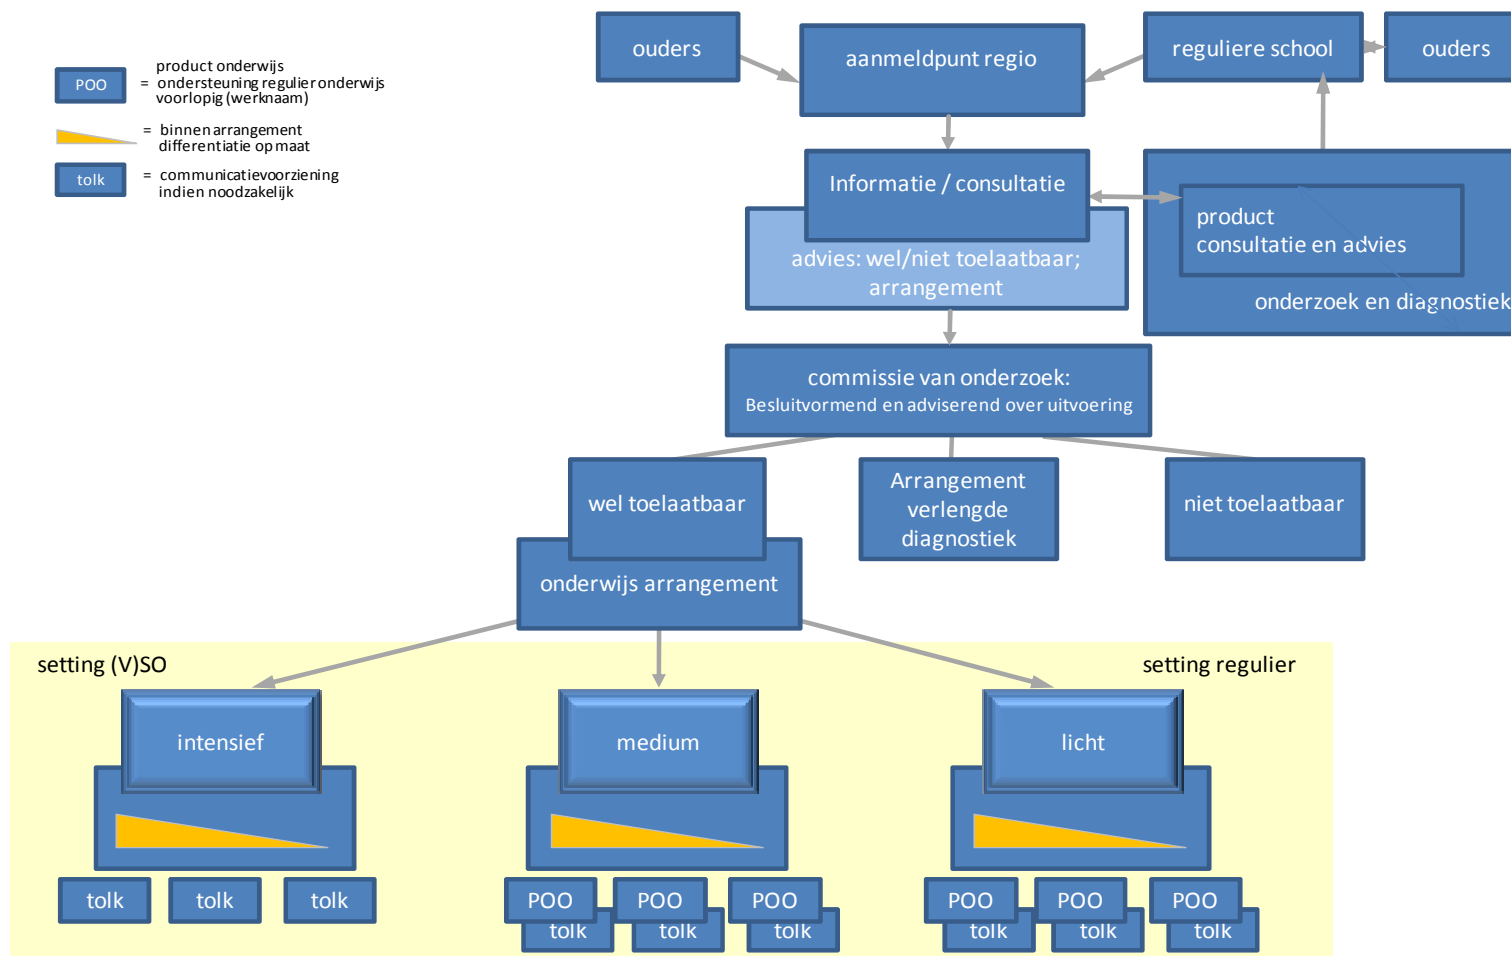 ouders
aanmeldpunt regio
reguliere school
ouders
product onderwijs
POO
= ondersteuning regulier onderwijs
voorlopig (werknaam)
= binnen arrangement
differentiatie op maat
tolk
= communicatievoorziening
indien noodzakelijk
Informatie / consultatie
product
consultatie en advies
advies: wel/niet toelaatbaar;
arrangement
onderzoek en diagnostiek
commissie van onderzoek:
Besluitvormend en adviserend over uitvoering
wel toelaatbaar
Arrangement
verlengde
diagnostiek
niet toelaatbaar
onderwijs arrangement
setting (V)SO
setting regulier
intensief
medium
licht
tolk
tolk
tolk
POO
POO
POO
tolk
tolk
tolk
POO
POO
POO
tolk
tolk
tolk